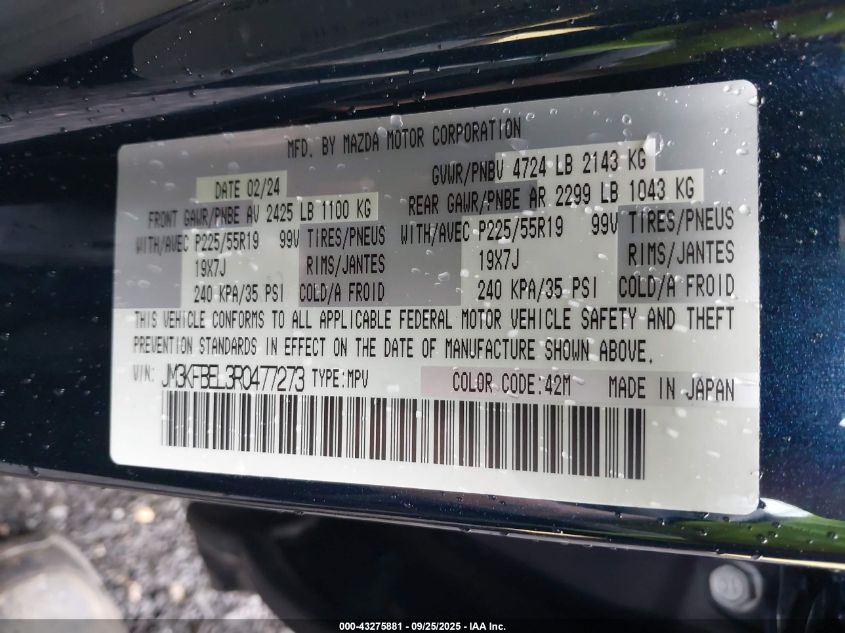 MFD. BY MAZDA MOTOR CORPORATION
DATE 02/24 GVWR/PNBV 4724 LB 2143 KG
FRONT GAWR/PNBE AV 2425 LB 1100 KG REAR GAWR/PNBE AR 2299 LB 1043 KG
WITH/AVEC P225/55R19 99V TIRES/PNEUS WITH/AVEC P225/55R19 99V TIRES/PNEUS
19X7J RIMS/JANTES 19X7J RIMS/JANTES
240 KPA/35 PSI COLD/A FROID 240 KPA/35 PSI COLD/A FROID
THIS VEHICLE CONFORMS TO ALL APPLICABLE FEDERAL MOTOR VEHICLE SAFETY AND THEFT
PREVENTION STANDARDS IN EFFECT ON THE DATE OF MANUFACTURE SHOWN ABOVE.
VIN: JM3KFBEL3R0477273 TYPE:MPV COLOR CODE:42M MADE IN JAPAN
000-43275881 - 09/25/2025 - IAA Inc.